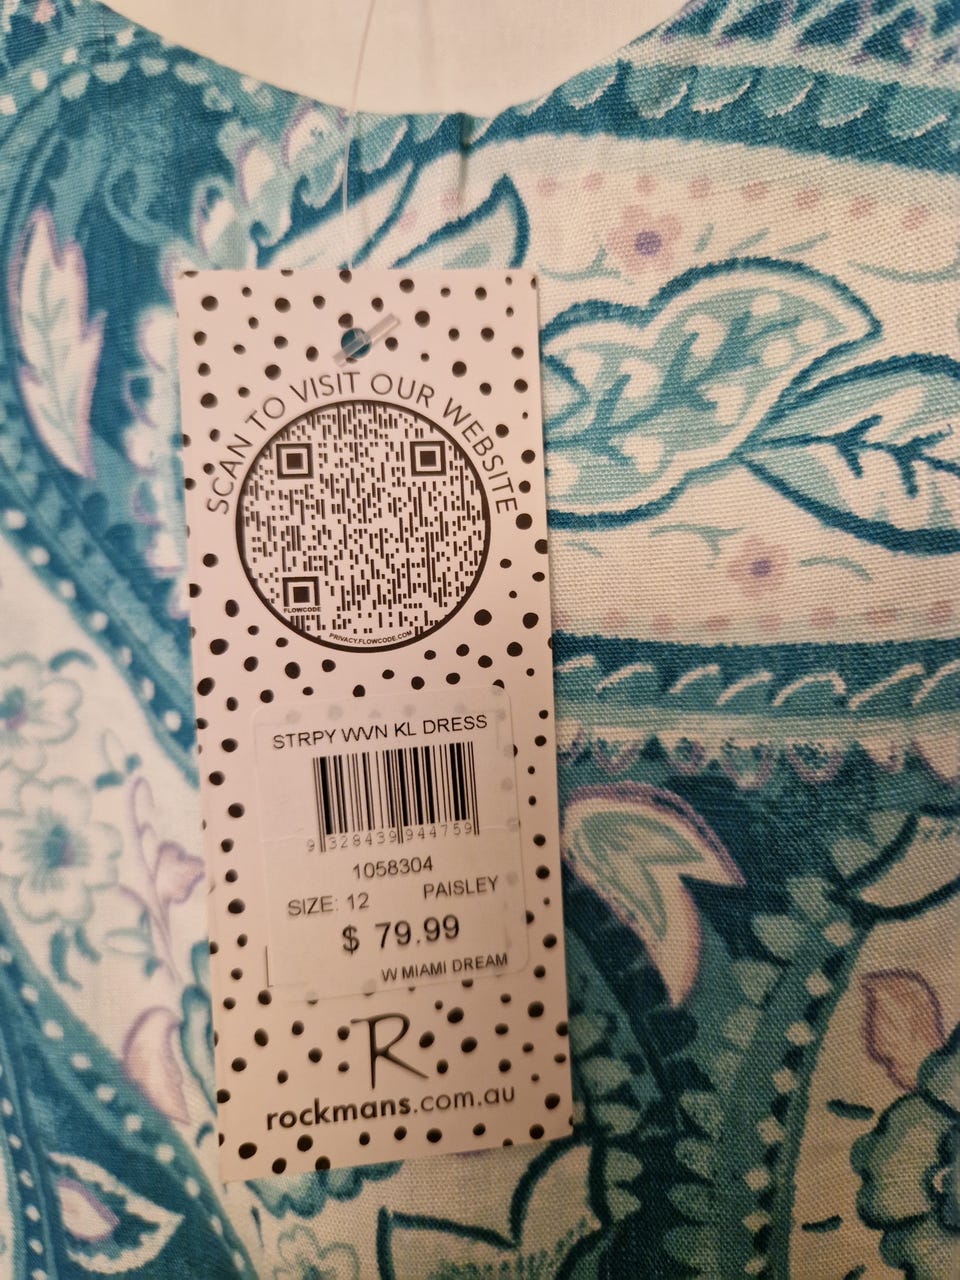 SCAN TO VISIT OUR WEBSITE
FLOWCODE
PRIVACY.FLOWCODE.COM
STRPY WVN KL DRESS
9 328439 944759
1058304
SIZE: 12 PAISLEY
$ 79.99
W MIAMI DREAM
R
rockmans.com.au